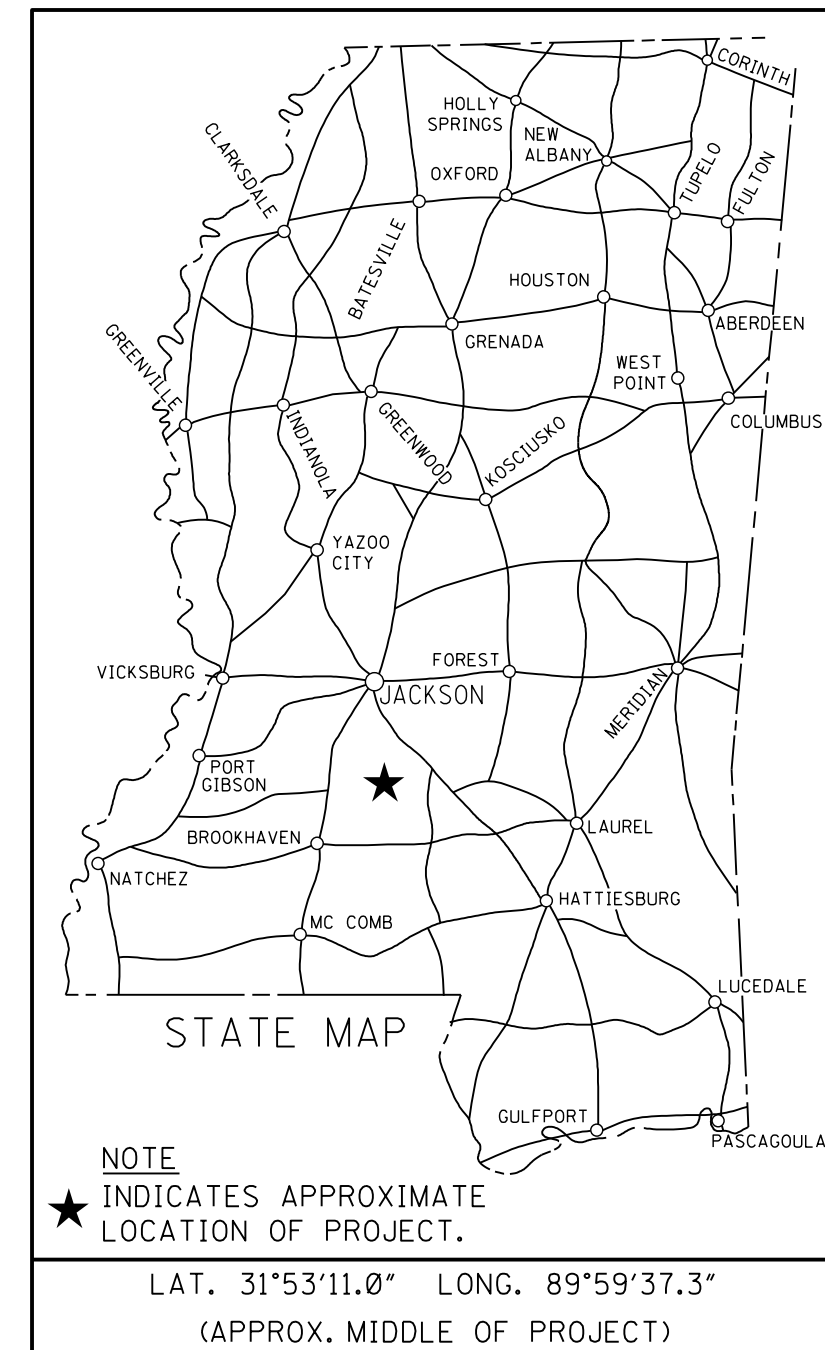 CORINTH
HOLLY
SPRINGS
NEW
ALBANY
CLARKSDALE
OXFORD
TUPELO
FULTON
BATESVILLE
HOUSTON
ABERDEEN
GREENVILLE
GRENADA
WEST
POINT
COLUMBUS
INDIANOLA
GREENWOOD
KOSCIUSKO
YAZOO
CITY
VICKSBURG
FOREST
JACKSON
MERIDIAN
PORT
GIBSON
BROOKHAVEN
LAUREL
NATCHEZ
HATTIESBURG
MC COMB
LUCEDALE
STATE MAP
GULFPORT
PASCAGOULA
NOTE
INDICATES APPROXIMATE
LOCATION OF PROJECT.
LAT. 31°53'11.0" LONG. 89°59'37.3"
(APPROX. MIDDLE OF PROJECT)